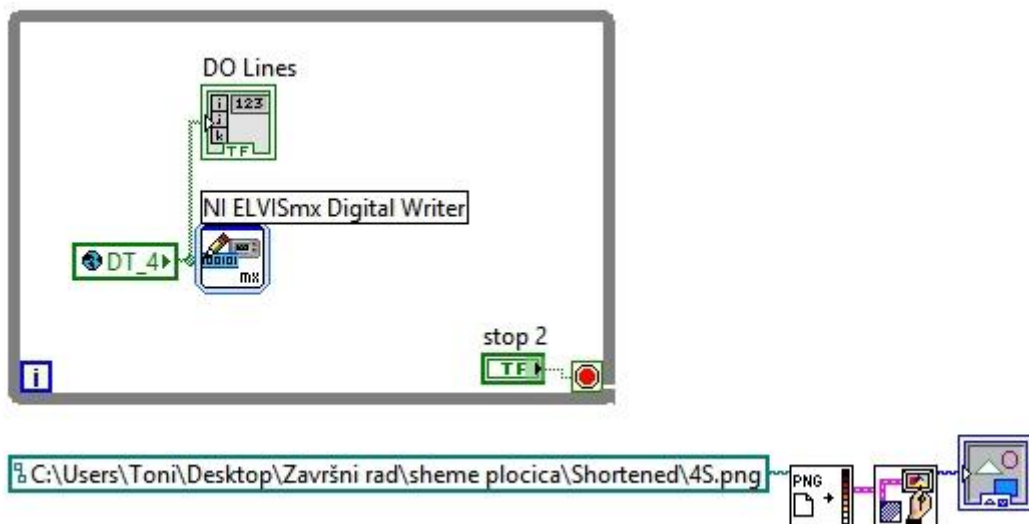 DO Lines
i 123
j
k
TF
NI ELVISmx Digital Writer
DT_4
mx
stop 2
TF
i
C:\Users\Toni\Desktop\Završni rad\sheme plocica\Shortened\4S.png
PNG